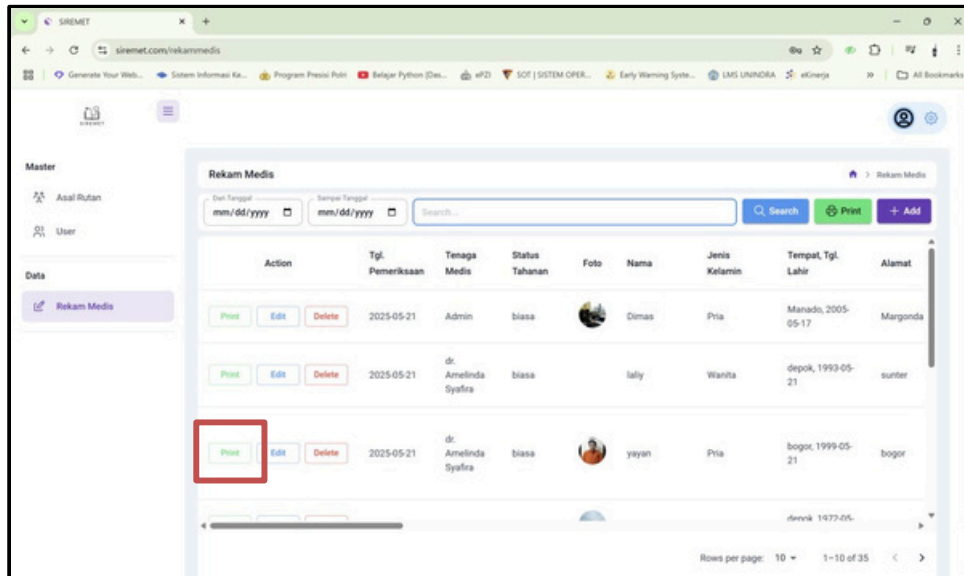 SIREMET
siremet.com/rekammedis
Generate Your Web...
Sistem Informasi Ke...
Program Presisi Polri
Belajar Python [Das...
ePZI
SOT | SISTEM OPER...
Early Warning Syste...
LMS UNINDRA
eKinerja
All Bookmarks
SIREMET
Master
Asal Rutan
User
Data
Rekam Medis
Rekam Medis
> Rekam Medis
Dari Tanggal
Sampai Tanggal
mm/dd/yyyy
mm/dd/yyyy
Search...
Search
Print
+ Add
Action
Tgl. Pemeriksaan
Tenaga Medis
Status Tahanan
Foto
Nama
Jenis Kelamin
Tempat, Tgl. Lahir
Alamat
Print Edit Delete 2025-05-21 Admin biasa Dimas Pria Manado, 2005-05-17 Margonda
Print Edit Delete 2025-05-21 dr. Amelinda Syafira biasa laliy Wanita depok, 1993-05-21 sunter
Print Edit Delete 2025-05-21 dr. Amelinda Syafira biasa yayan Pria bogor, 1999-05-21 bogor
depok, 1972-05-
Rows per page: 10 1–10 of 35